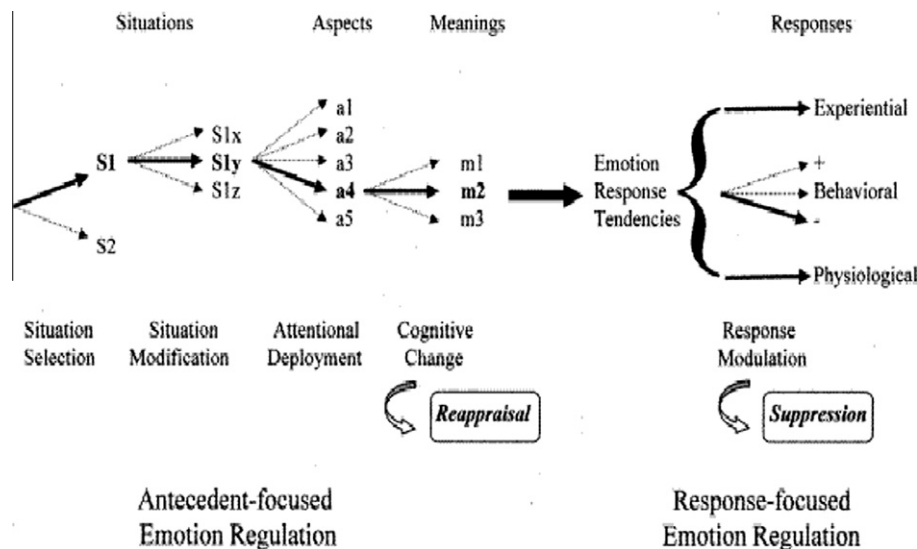 Situations Aspects Meanings Responses
a1 Experiential
S1x a2 +
S1 S1y a3 m1 Emotion Behavioral
S1z a4 m2 Response -
S2 a5 m3 Tendencies
Physiological
Situation Situation Attentional Cognitive Response
Selection Modification Deployment Change Modulation
Reappraisal Suppression
Antecedent-focused Response-focused
Emotion Regulation Emotion Regulation